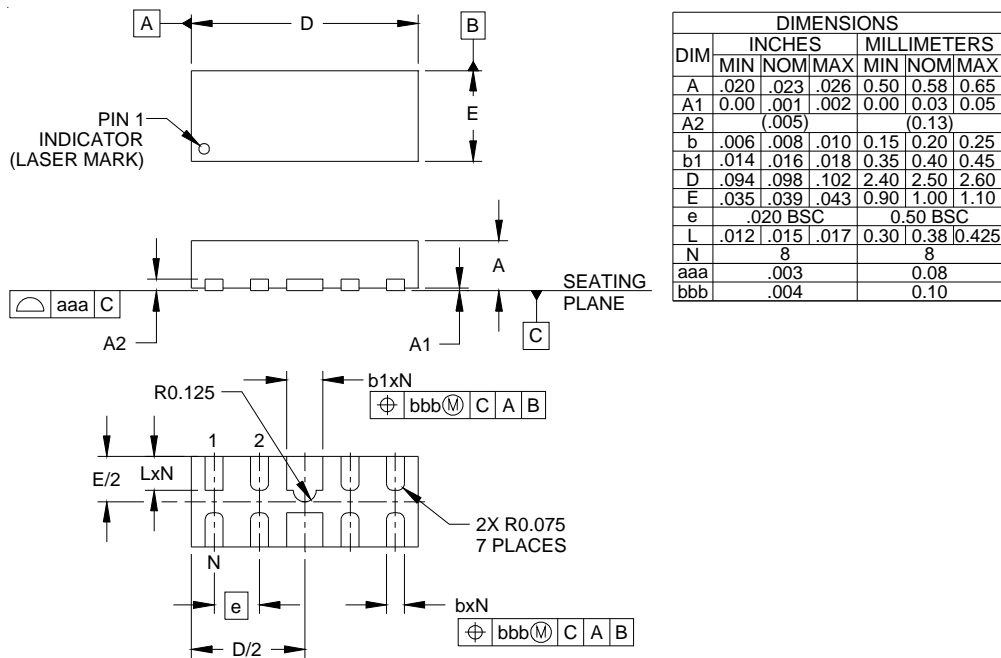 A
D
B
E
PIN 1
INDICATOR
(LASER MARK)
A
SEATING
PLANE
aaa C
C
A2
A1
b1xN
R0.125
bbbⓂ C A B
1 2
E/2
LxN
2X R0.075
7 PLACES
N
e
bxN
bbbⓂ C A B
D/2
DIMENSIONS
DIM INCHES MILLIMETERS
MIN NOM MAX MIN NOM MAX
A .020 .023 .026 0.50 0.58 0.65
A1 0.00 .001 .002 0.00 0.03 0.05
A2 (.005) (0.13)
b .006 .008 .010 0.15 0.20 0.25
b1 .014 .016 .018 0.35 0.40 0.45
D .094 .098 .102 2.40 2.50 2.60
E .035 .039 .043 0.90 1.00 1.10
e .020 BSC 0.50 BSC
L .012 .015 .017 0.30 0.38 0.425
N 8 8
aaa .003 0.08
bbb .004 0.10